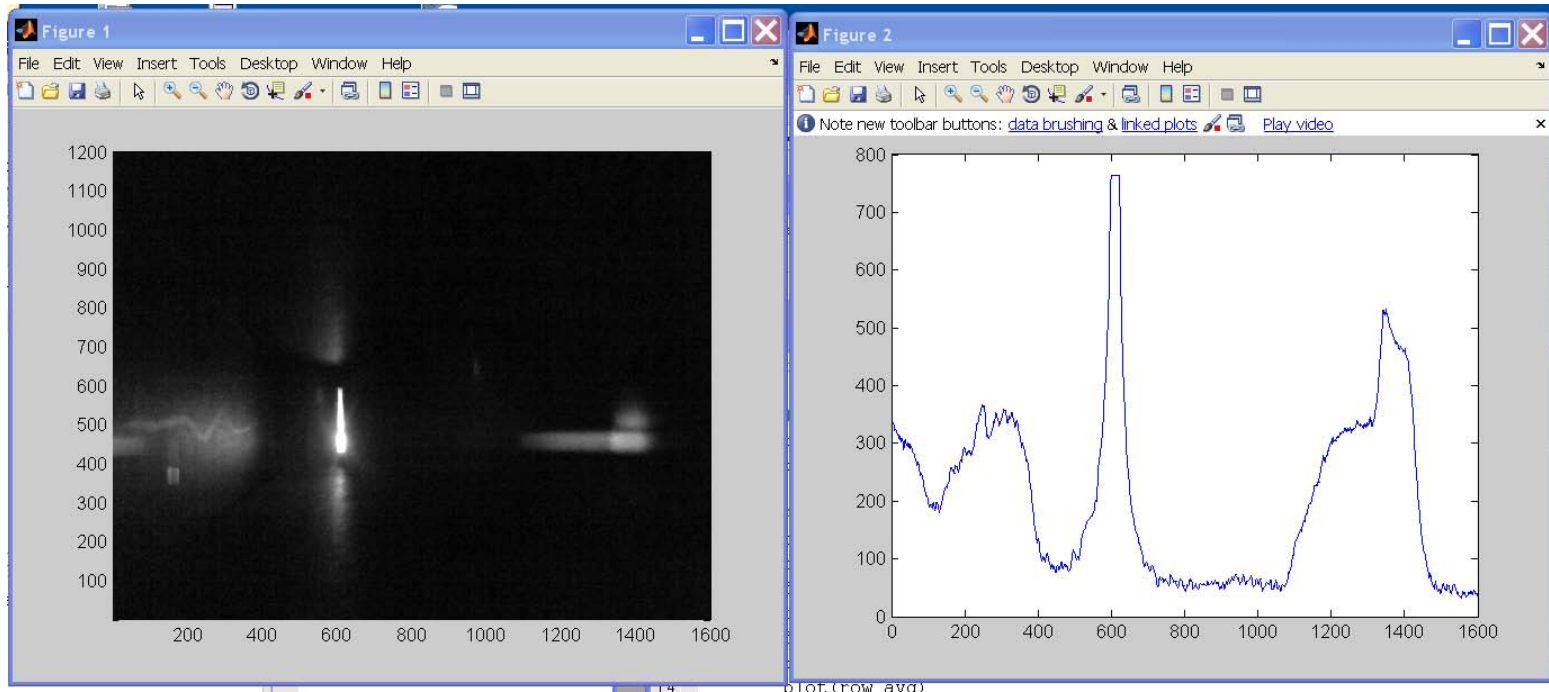 Figure 1
File Edit View Insert Tools Desktop Window Help
1200
1100
1000
900
800
700
600
500
400
300
200
100
200 400 600 800 1000 1200 1400 1600
Figure 2
File Edit View Insert Tools Desktop Window Help
Note new toolbar buttons: data brushing & linked plots Play video
800
700
600
500
400
300
200
100
0
0 200 400 600 800 1000 1200 1400 1600
14 plot(row_avg)